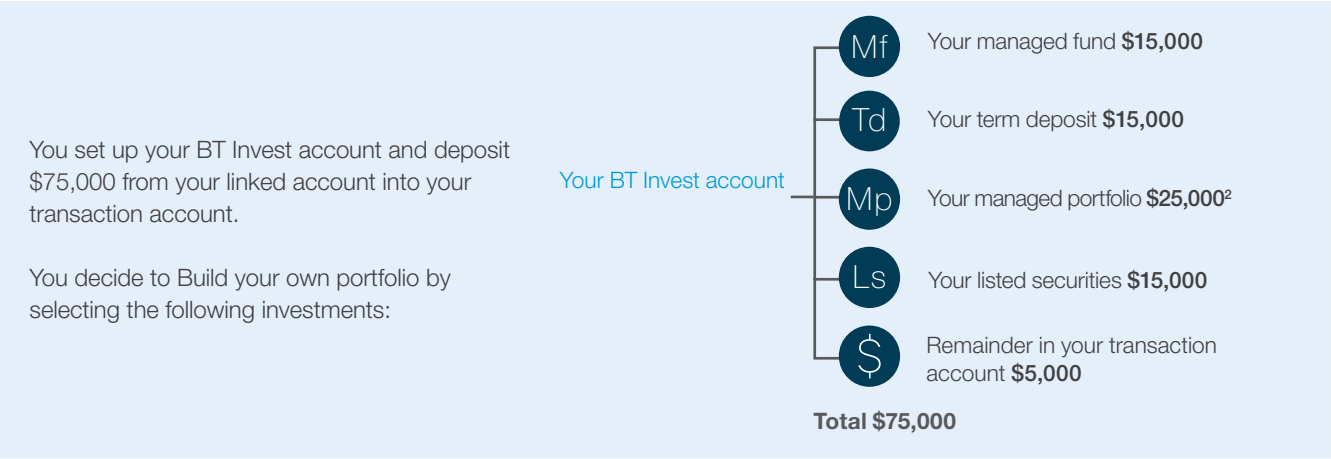 You set up your BT Invest account and deposit
$75,000 from your linked account into your
transaction account.
You decide to Build your own portfolio by
selecting the following investments:
Your BT Invest account
Mf
Your managed fund $15,000
Td
Your term deposit $15,000
Mp
Your managed portfolio $25,000²
Ls
Your listed securities $15,000
$
Remainder in your transaction
account $5,000
Total $75,000